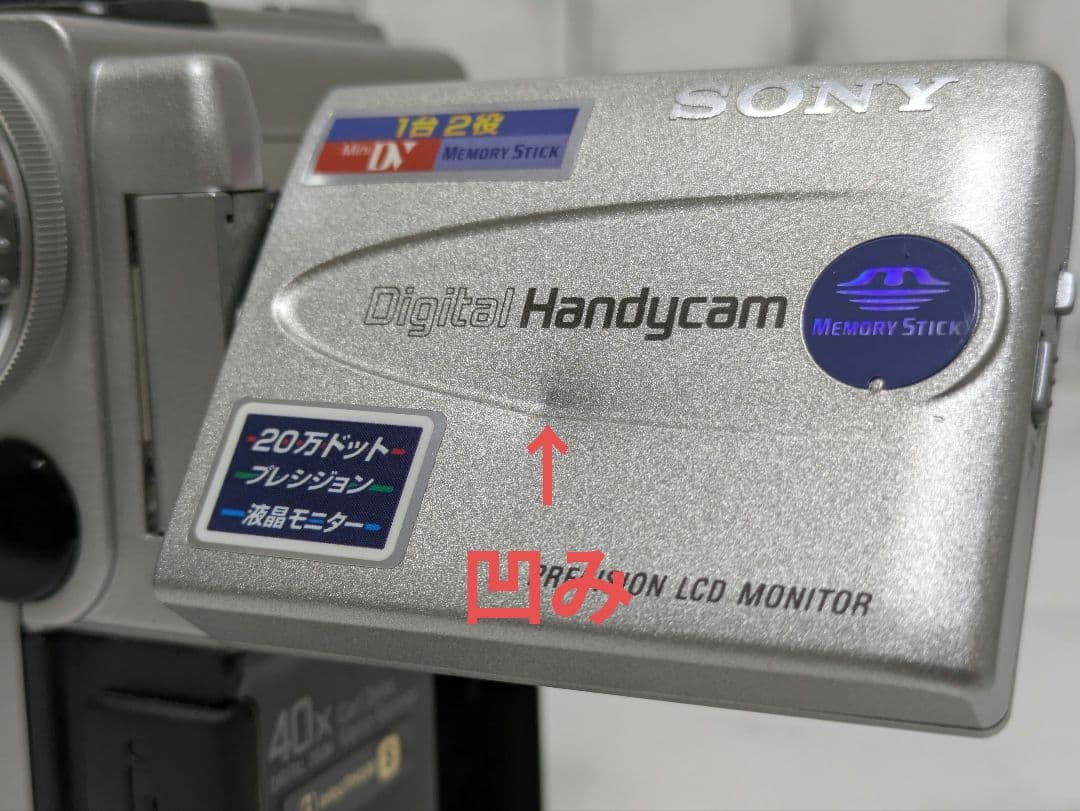 SONY
1台2役
Mini DV MEMORY STICK
Digital Handycam
MEMORY STICK
20万ドット
プレシジョン
液晶モニター
↑
凹み
PRECISION LCD MONITOR
40x